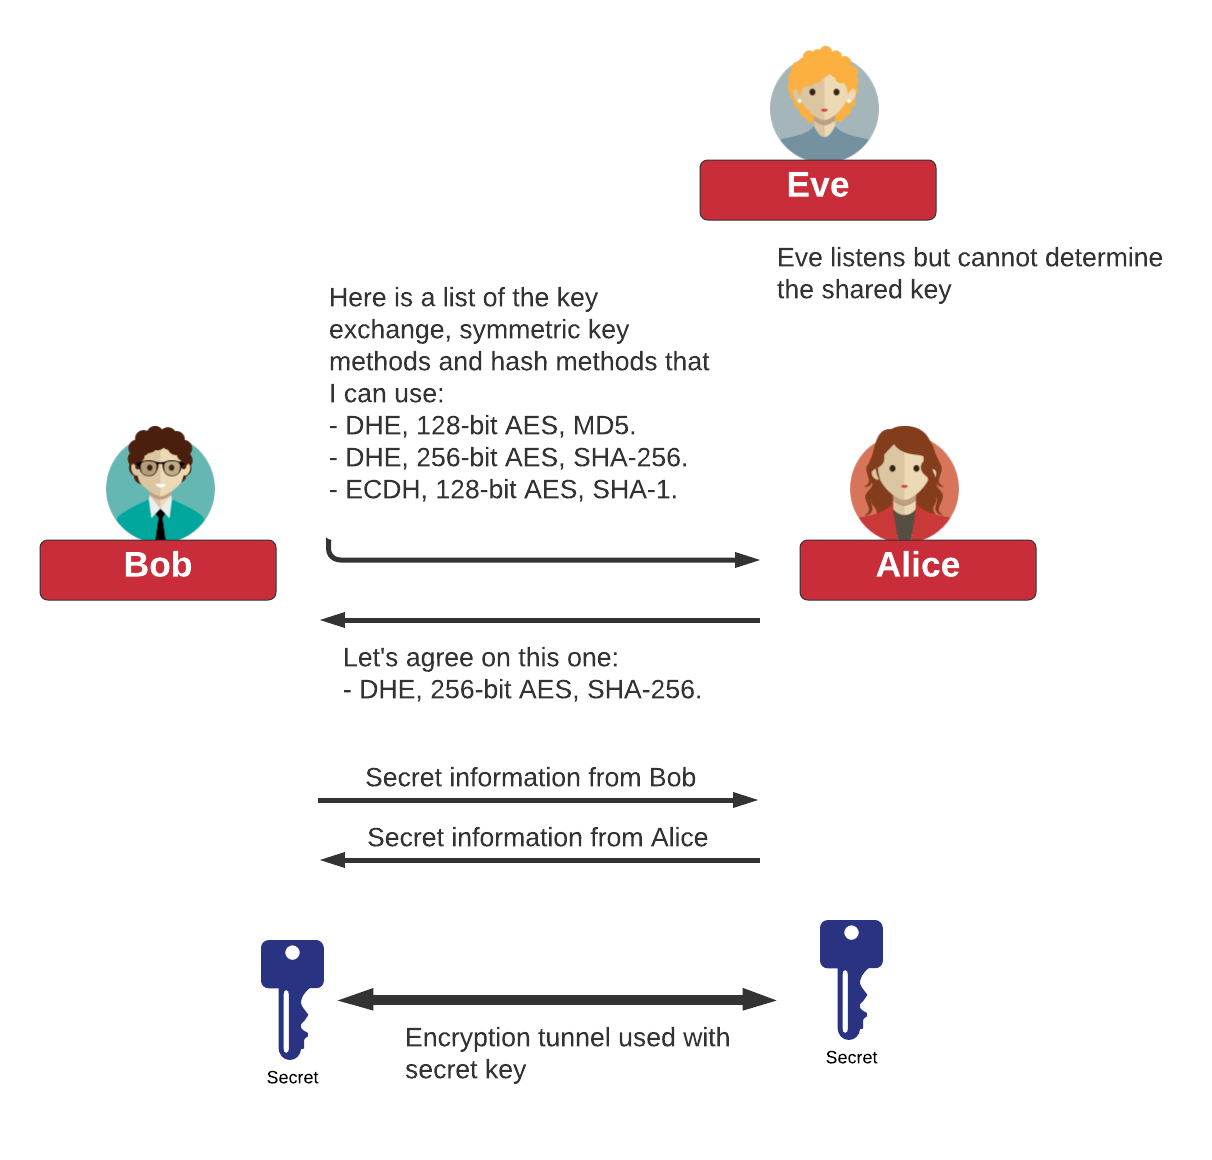 Eve
Eve listens but cannot determine
the shared key
Here is a list of the key
exchange, symmetric key
methods and hash methods that
I can use:
- DHE, 128-bit AES, MD5.
- DHE, 256-bit AES, SHA-256.
- ECDH, 128-bit AES, SHA-1.
Bob
Alice
Let's agree on this one:
- DHE, 256-bit AES, SHA-256.
Secret information from Bob
Secret information from Alice
Encryption tunnel used with
secret key
Secret
Secret